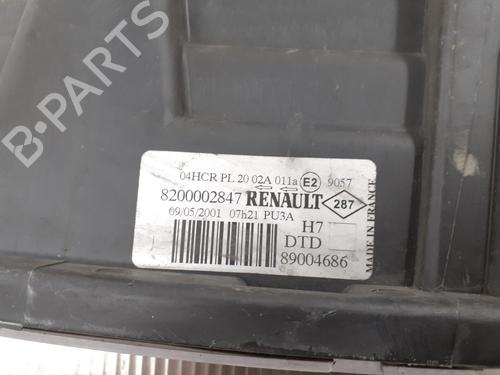 B-PARTS
04HCR PL 20 02A 011a E2 9057
8200002847 RENAULT 287
09/05/2001 07h21 PU3A
H7
DTD
89004686
MADE IN FRANCE